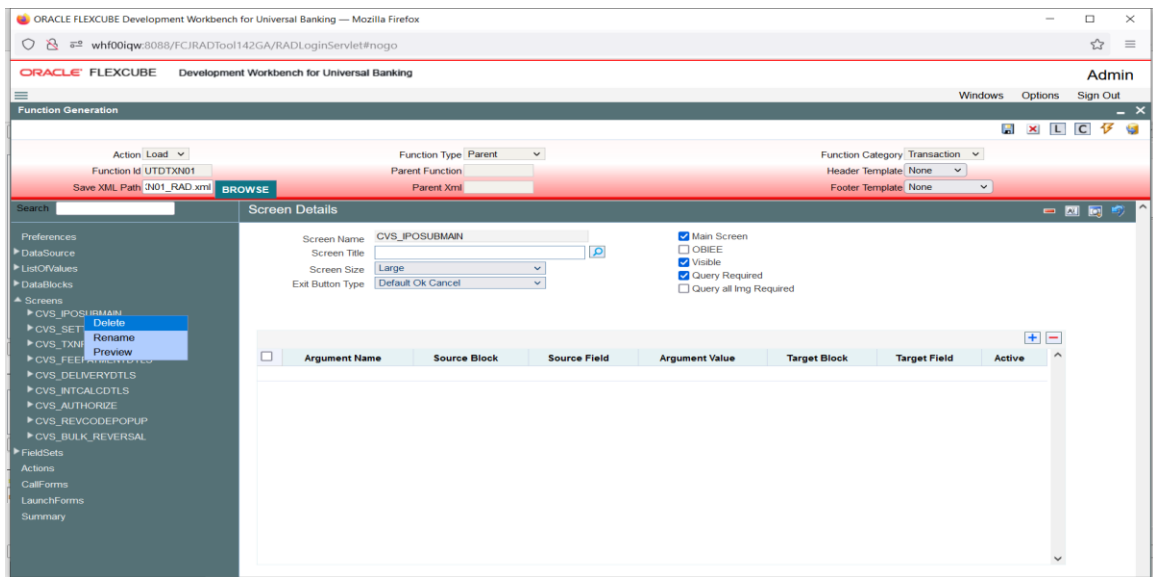 ORACLE FLEXCUBE Development Workbench for Universal Banking — Mozilla Firefox
whf00iqw:8088/FCJRADTool142GA/RADLoginServlet#nogo
ORACLE FLEXCUBE Development Workbench for Universal Banking Admin
Windows Options Sign Out
Function Generation
L C
Action Load Function Type Parent Function Category Transaction
Function Id UTDTXN01 Parent Function Header Template None
Save XML Path N01_RAD.xml BROWSE Parent Xml Footer Template None
Search Screen Details
Preferences
DataSource
ListOfValues
DataBlocks
Screens
CVS_IPOSUBMAIN
CVS_SET
CVS_TXN
CVS_FEE
CVS_DELIVERYDTLS
CVS_INTCALCDTLS
CVS_AUTHORIZE
CVS_REVCODEPOPUP
CVS_BULK_REVERSAL
FieldSets
Actions
CallForms
LaunchForms
Summary
Delete
Rename
Preview
Screen Name CVS_IPOSUBMAIN
Screen Title
Screen Size Large
Exit Button Type Default Ok Cancel
Main Screen
OBIEE
Visible
Query Required
Query all Img Required
Argument Name Source Block Source Field Argument Value Target Block Target Field Active